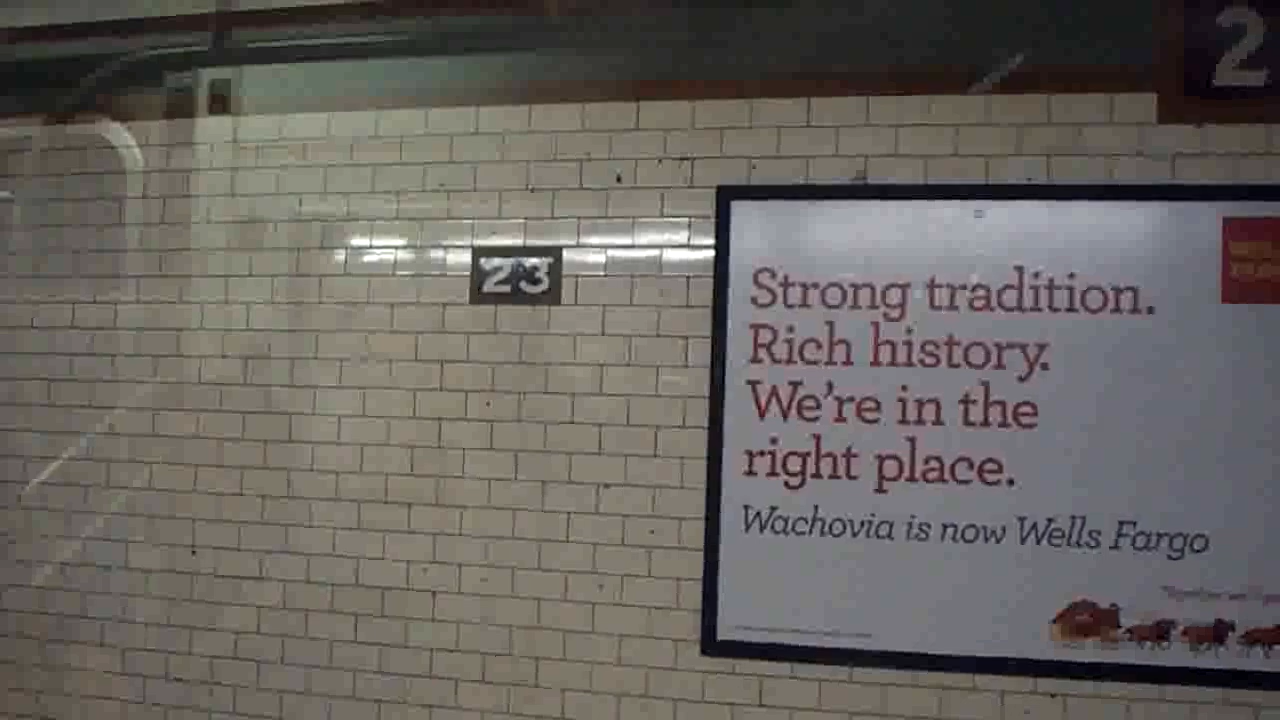 2
23
Strong tradition.
Rich history.
We're in the
right place.
Wachovia is now Wells Fargo